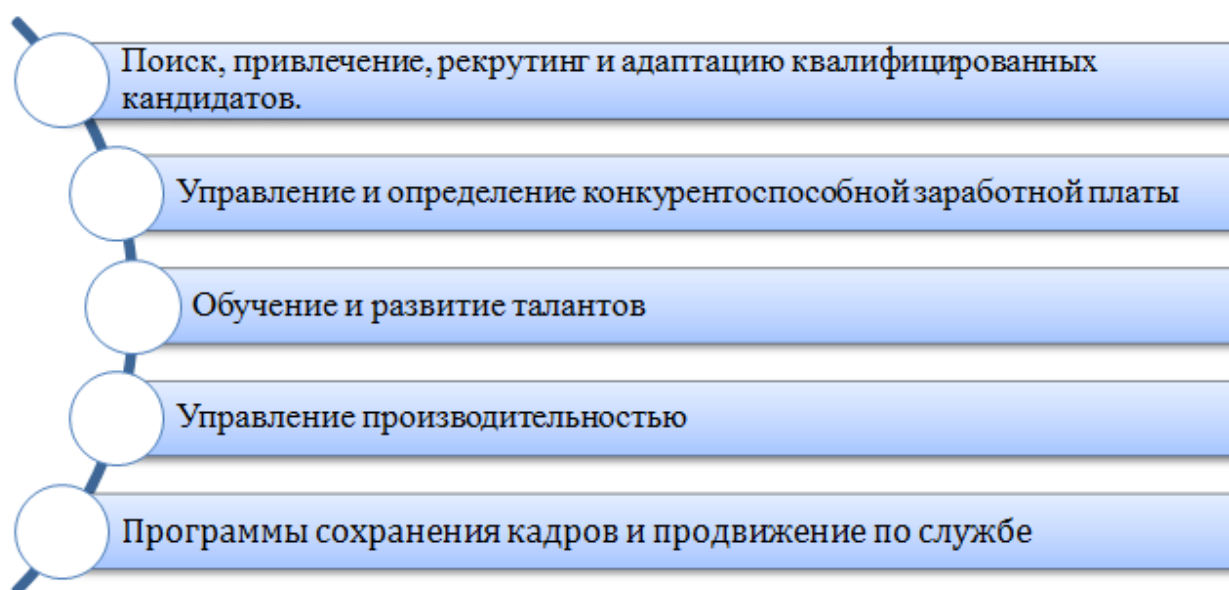 Поиск, привлечение, рекрутинг и адаптацию квалифицированных
кандидатов.
Управление и определение конкурентоспособной заработной платы
Обучение и развитие талантов
Управление производительностью
Программы сохранения кадров и продвижение по службе